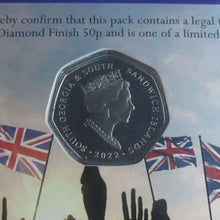 eby confirm that this pack contains a legal t
Diamond Finish 50p and is one of a limited
SOUTH GEORGIA & SOUTH SANDWICH ISLANDS
· 2022 ·